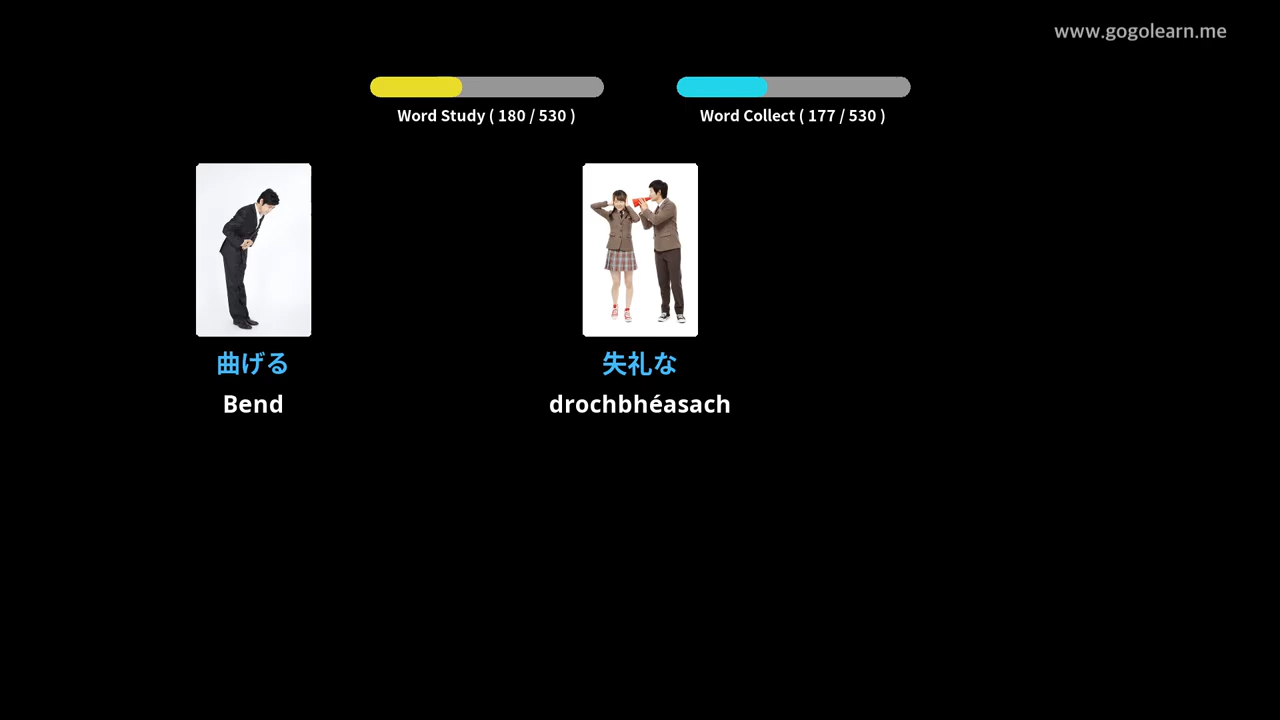 www.gogolearn.me
Word Study ( 180 / 530 )
Word Collect ( 177 / 530 )
曲げる
Bend
失礼な
drochbhéasach